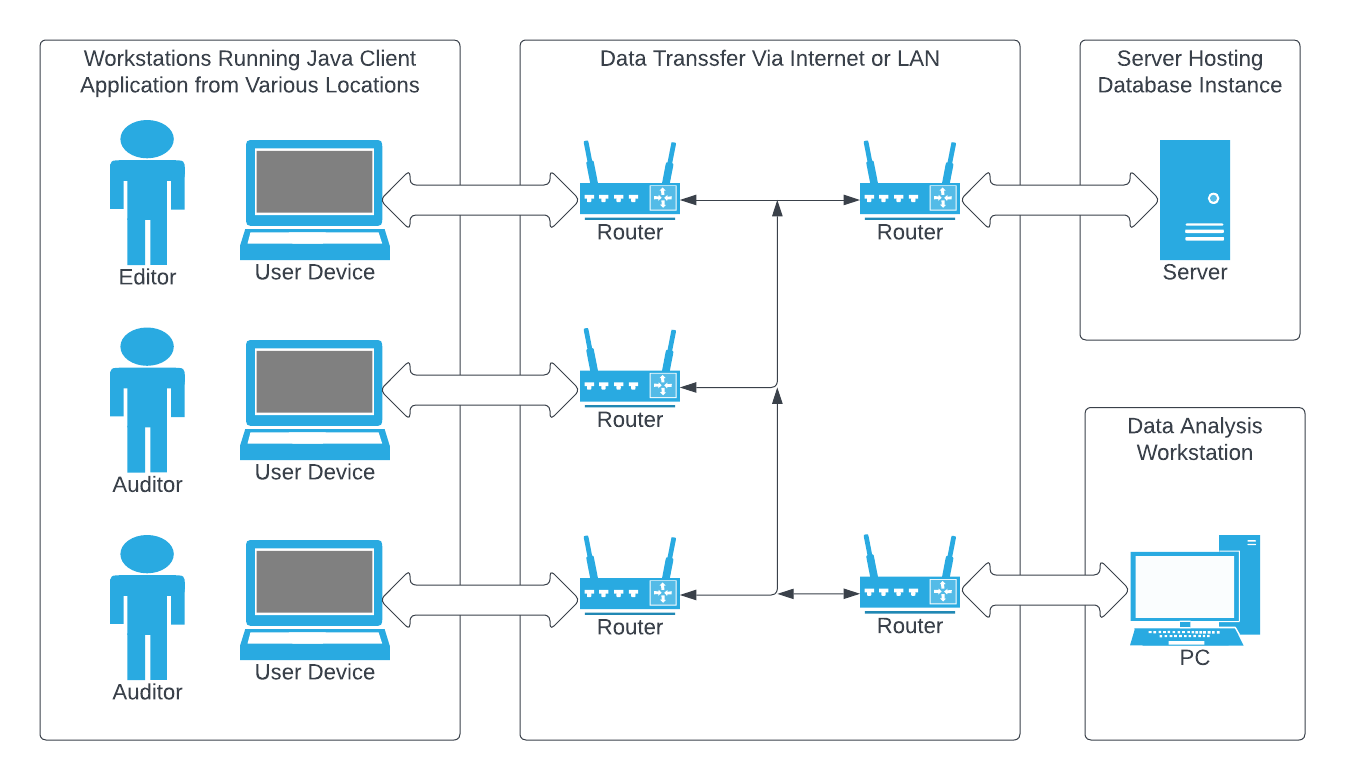 Workstations Running Java Client
Application from Various Locations
Data Transsfer Via Internet or LAN
Server Hosting
Database Instance
Editor
User Device
Router
Router
Server
Auditor
User Device
Router
Data Analysis
Workstation
Auditor
User Device
Router
Router
PC